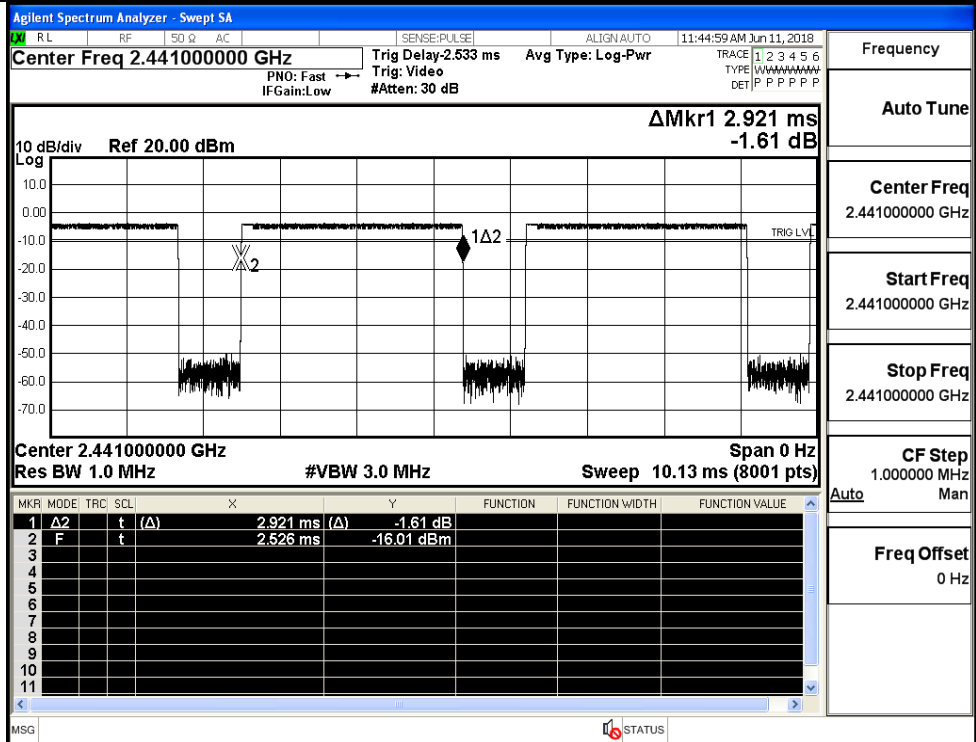 Agilent Spectrum Analyzer - Swept SA
LXI RL RF 50 Ω AC SENSE:PULSE ALIGN AUTO 11:44:59 AM Jun 11, 2018
Center Freq 2.441000000 GHz
PNO: Fast
IFGain:Low
Trig Delay-2.533 ms
Trig: Video
#Atten: 30 dB
Avg Type: Log-Pwr
TRACE 1 2 3 4 5 6
TYPE WWWWWW
DET P P P P P P
ΔMkr1 2.921 ms
-1.61 dB
10 dB/div Ref 20.00 dBm
Log
10.0
0.00
-10.0
-20.0
-30.0
-40.0
-50.0
-60.0
-70.0
1Δ2
TRIG LVL
2
Center 2.441000000 GHz Span 0 Hz
Res BW 1.0 MHz #VBW 3.0 MHz Sweep 10.13 ms (8001 pts)
MKR MODE TRC SCL X Y FUNCTION FUNCTION WIDTH FUNCTION VALUE
1 Δ2 t (Δ) 2.921 ms (Δ) -1.61 dB
2 F t 2.526 ms -16.01 dBm
3
4
5
6
7
8
9
10
11
MSG STATUS
Frequency
Auto Tune
Center Freq
2.441000000 GHz
Start Freq
2.441000000 GHz
Stop Freq
2.441000000 GHz
CF Step
1.000000 MHz
Auto Man
Freq Offset
0 Hz